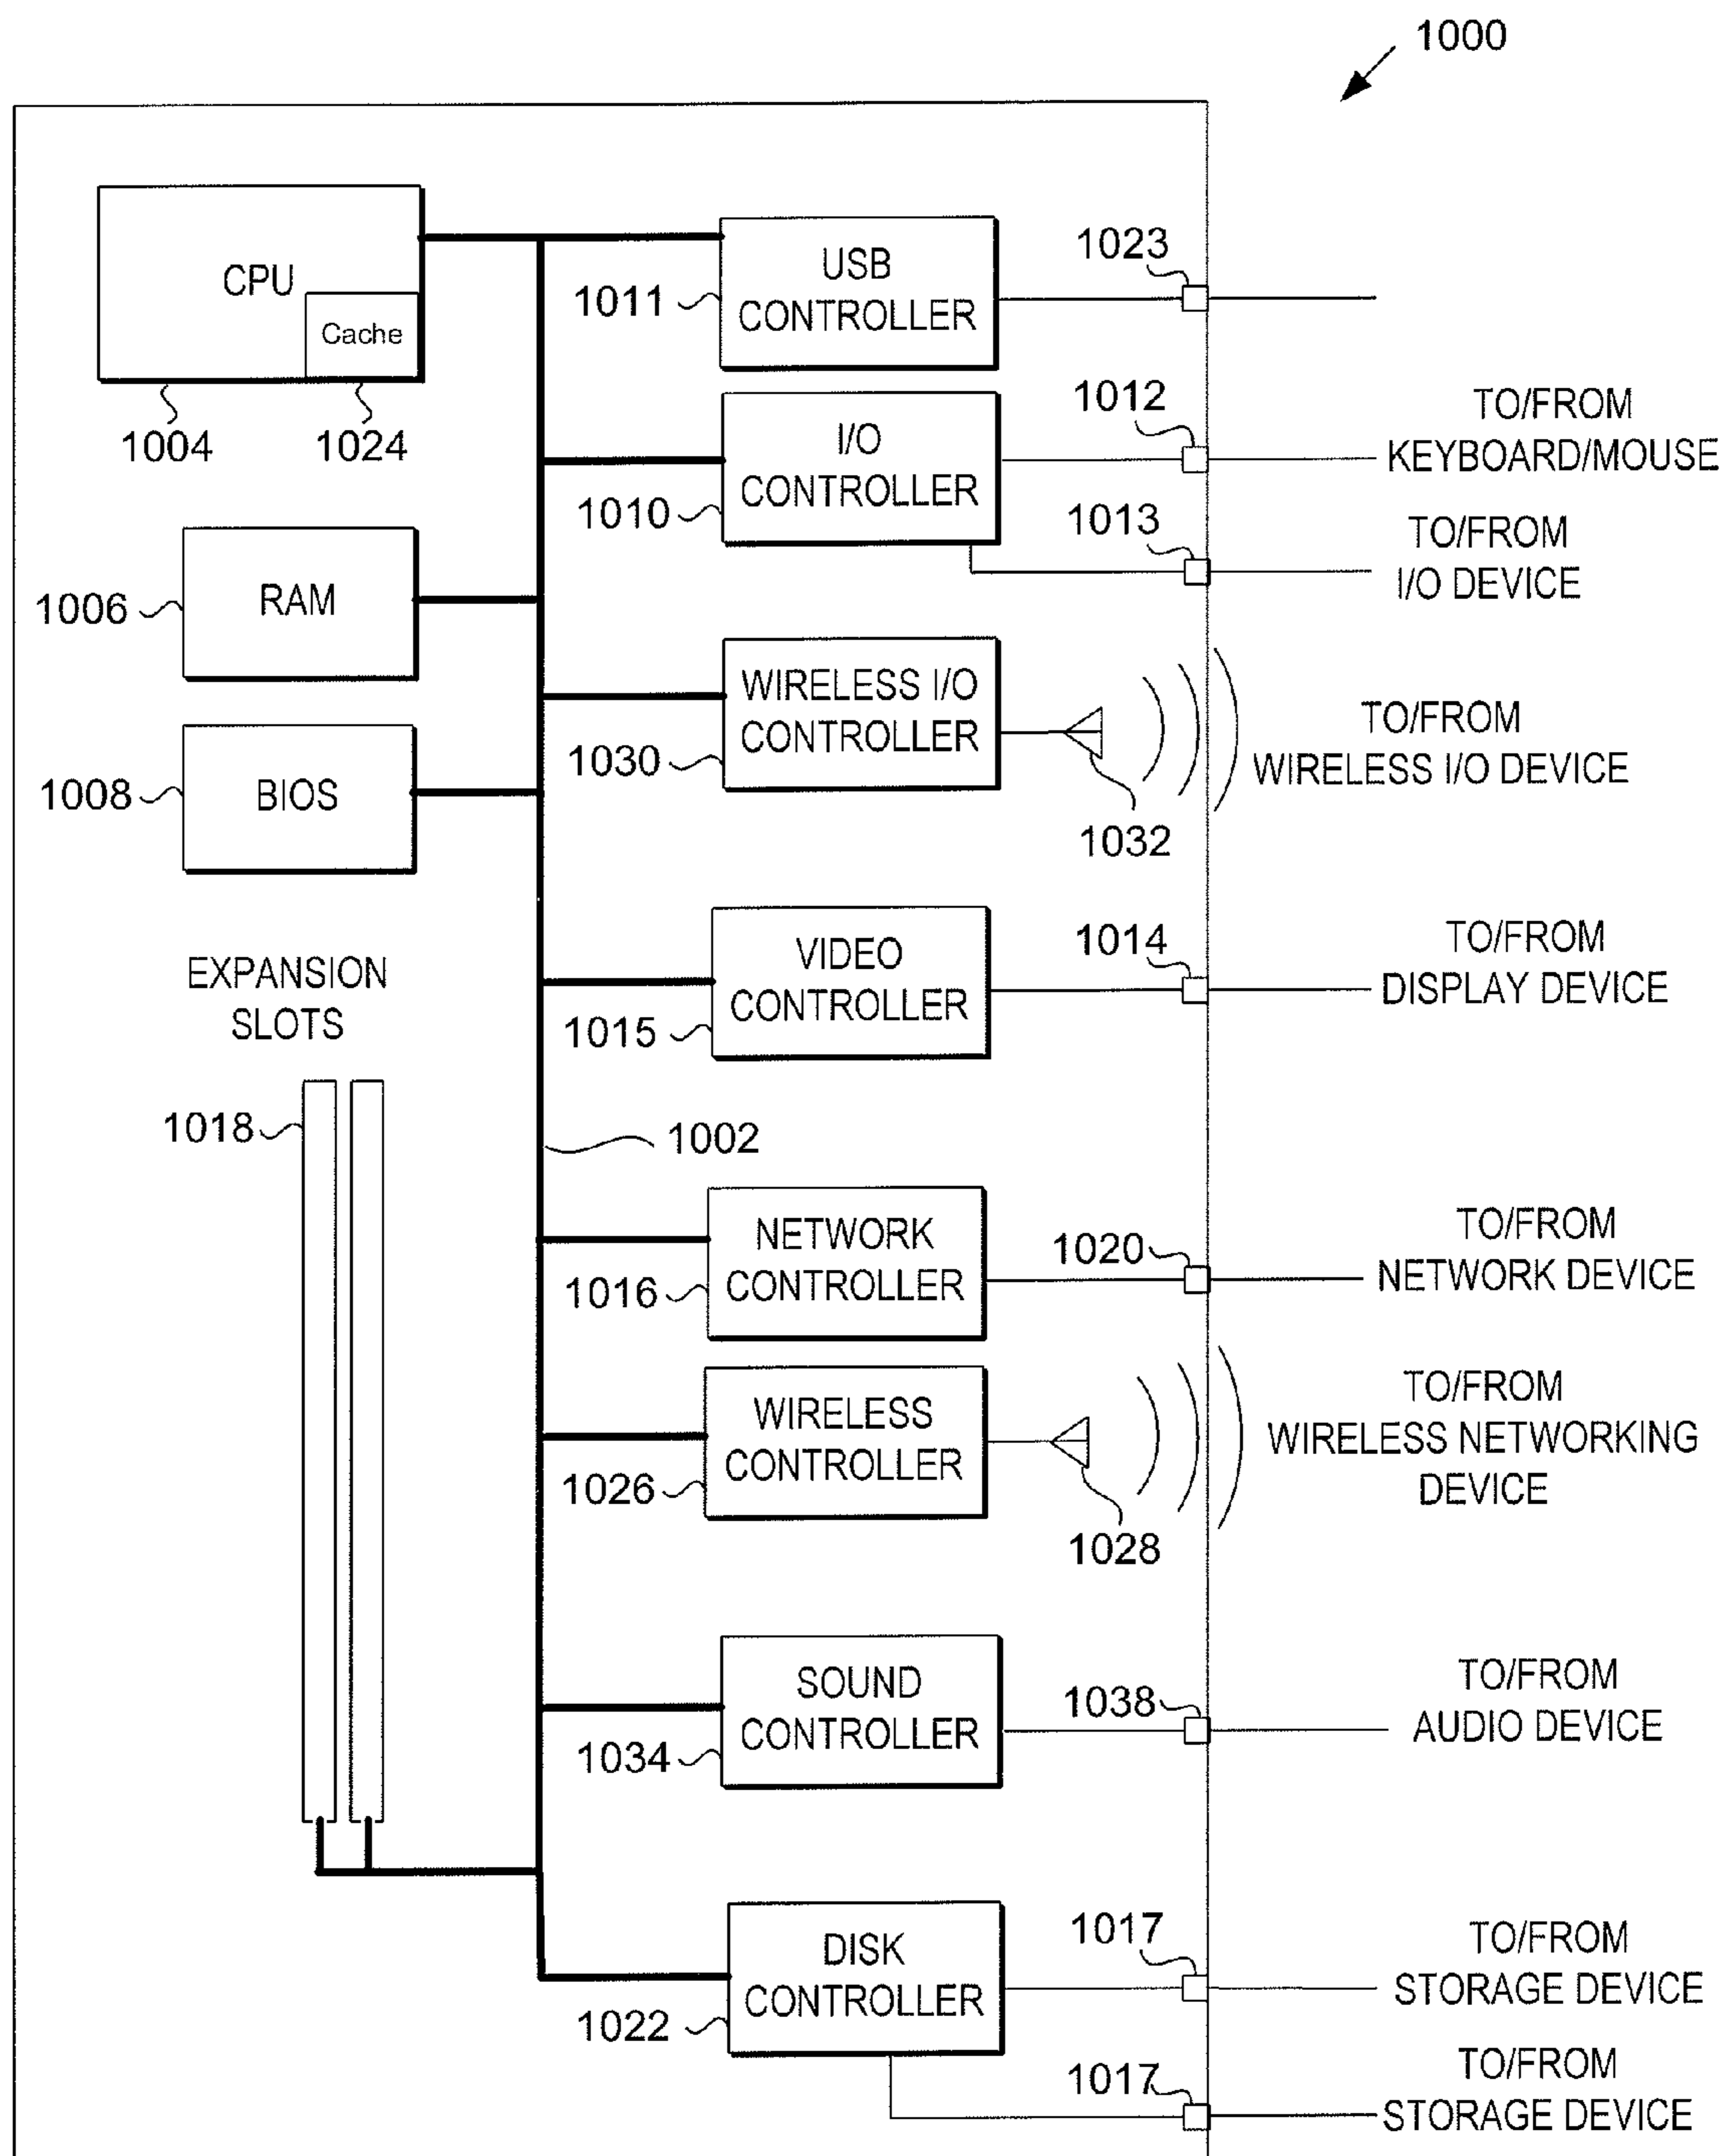 1000
CPU
Cache
1004
1024
USB
CONTROLLER
1011
1023
I/O
CONTROLLER
1010
1012
TO/FROM
KEYBOARD/MOUSE
1013
TO/FROM
I/O DEVICE
RAM
1006
WIRELESS I/O
CONTROLLER
1030
1032
TO/FROM
WIRELESS I/O DEVICE
BIOS
1008
VIDEO
CONTROLLER
1015
1014
TO/FROM
DISPLAY DEVICE
EXPANSION
SLOTS
1018
1002
NETWORK
CONTROLLER
1016
1020
TO/FROM
NETWORK DEVICE
WIRELESS
CONTROLLER
1026
1028
TO/FROM
WIRELESS NETWORKING
DEVICE
SOUND
CONTROLLER
1034
1038
TO/FROM
AUDIO DEVICE
DISK
CONTROLLER
1022
1017
TO/FROM
STORAGE DEVICE
1017
TO/FROM
STORAGE DEVICE